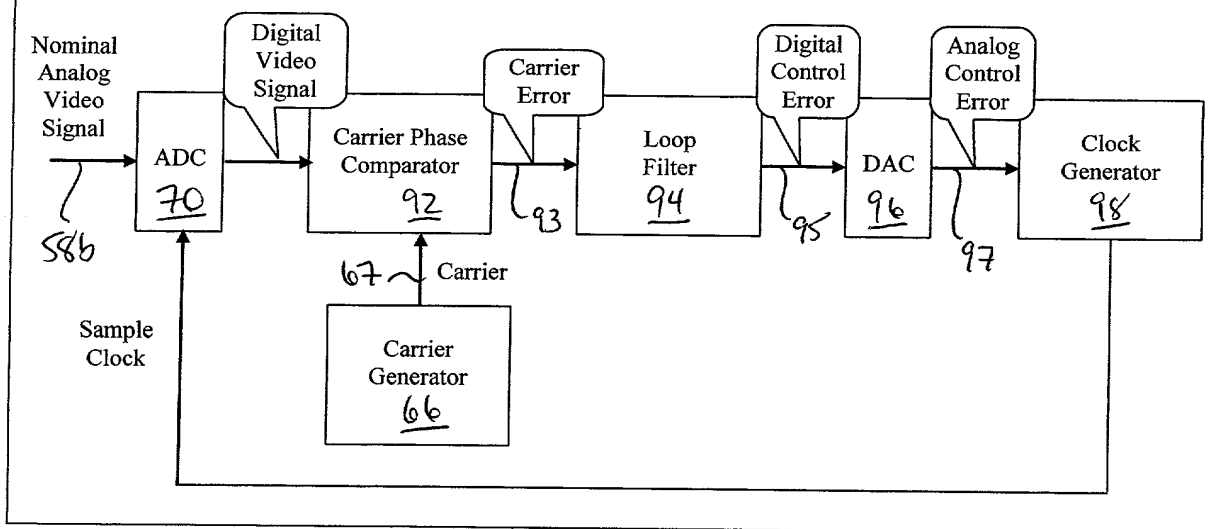 Nominal
Analog
Video
Signal
58b
ADC
70
Digital
Video
Signal
Carrier Phase
Comparator
92
Carrier
Error
93
Loop
Filter
94
Digital
Control
Error
95
DAC
96
Analog
Control
Error
97
Clock
Generator
98
67
Carrier
Carrier
Generator
66
Sample
Clock